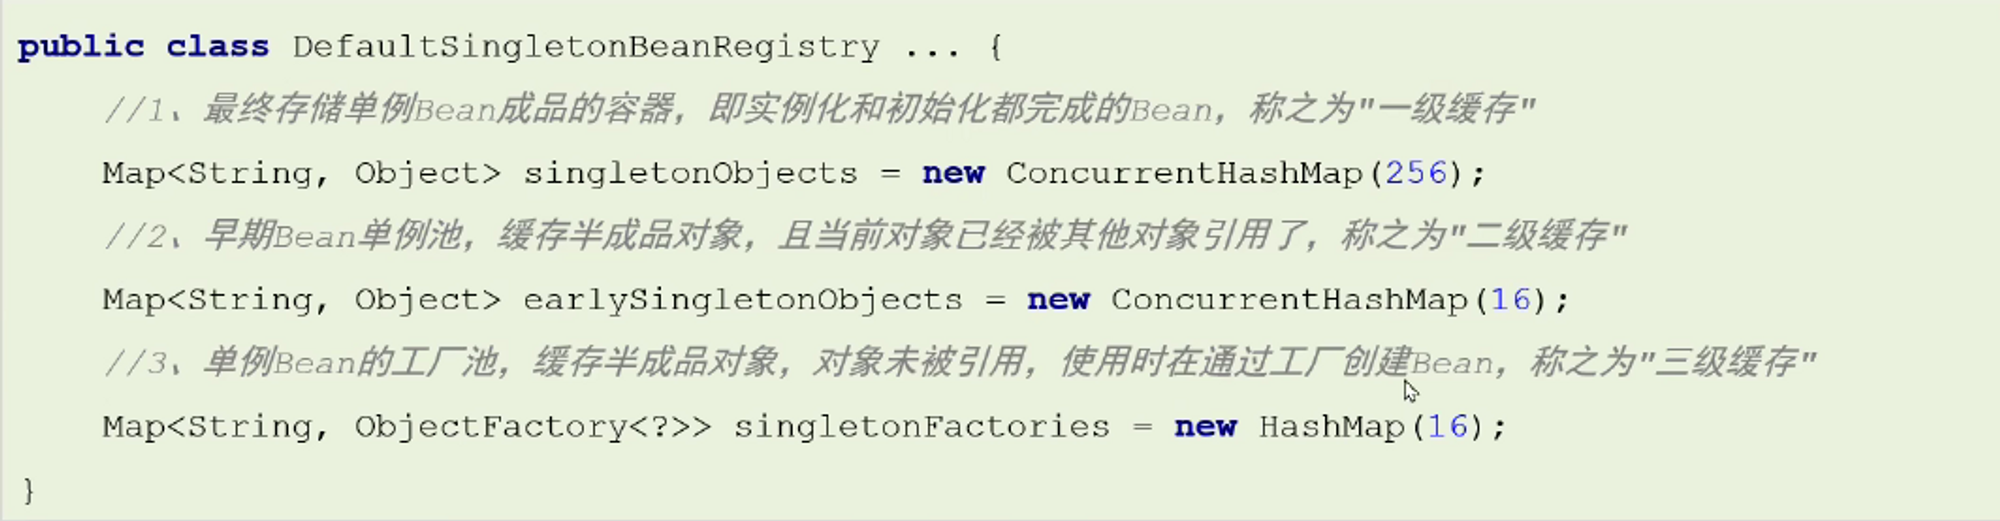 public class DefaultSingletonBeanRegistry ... {
//1、最终存储单例Bean成品的容器，即实例化和初始化都完成的Bean，称之为"一级缓存"
Map<String, Object> singletonObjects = new ConcurrentHashMap(256);
//2、早期Bean单例池，缓存半成品对象，且当前对象已经被其他对象引用了，称之为"二级缓存"
Map<String, Object> earlySingletonObjects = new ConcurrentHashMap(16);
//3、单例Bean的工厂池，缓存半成品对象，对象未被引用，使用时在通过工厂创建Bean，称之为"三级缓存"
Map<String, ObjectFactory<?>> singletonFactories = new HashMap(16);
}